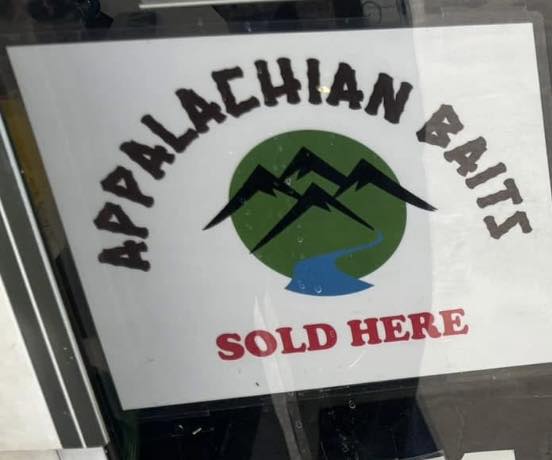 APPALACHIAN BAITS
SOLD HERE